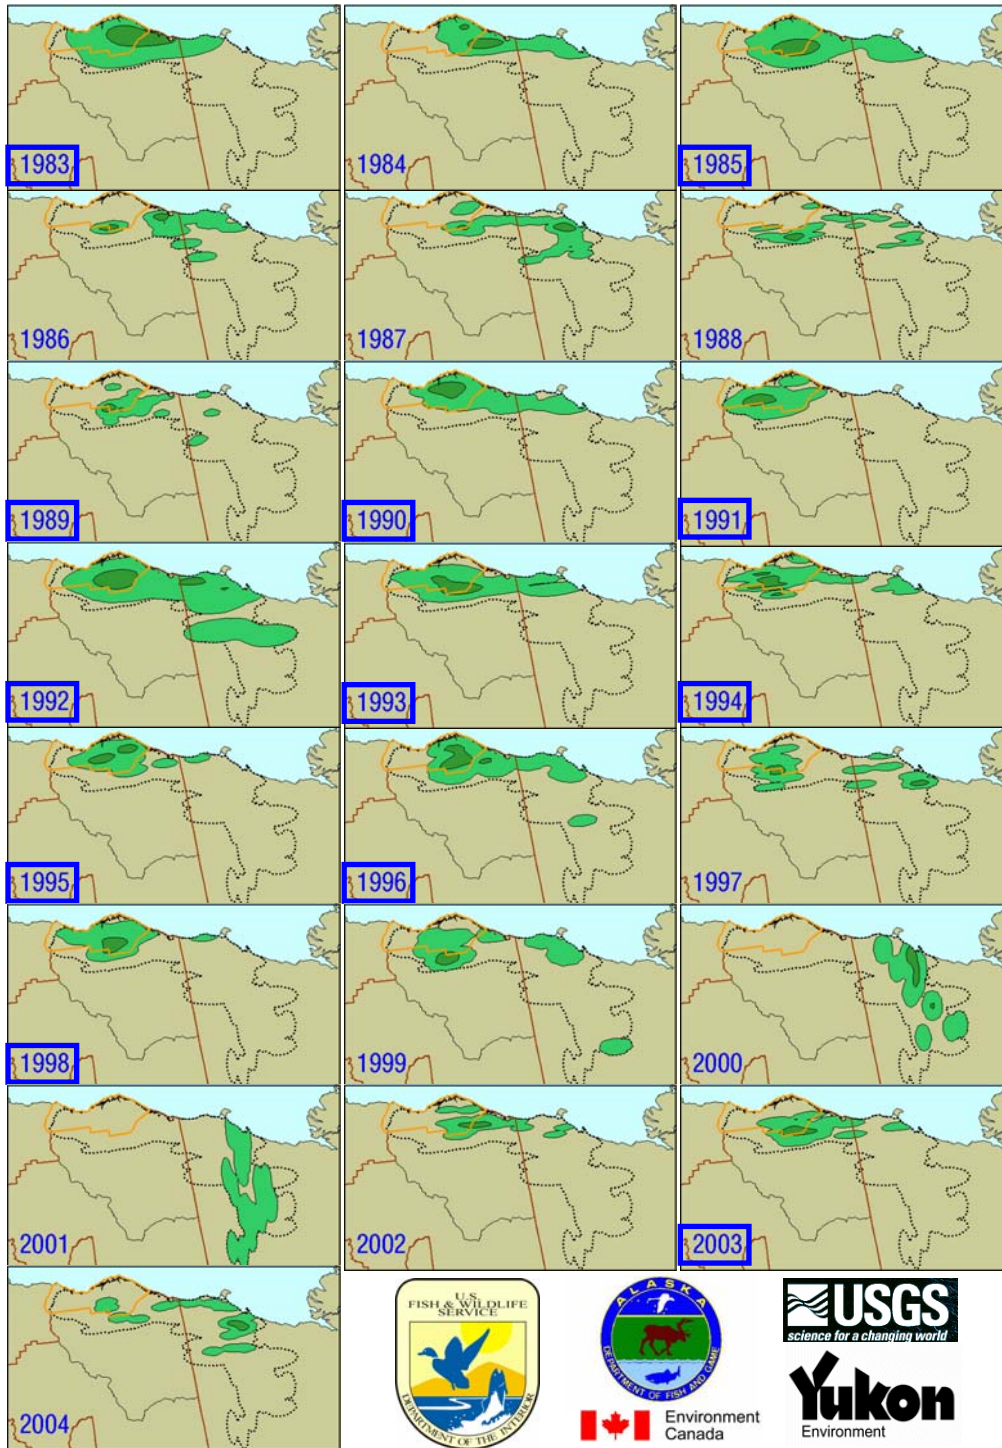 1983
1984
1985
1986
1987
1988
1989
1990
1991
1992
1993
1994
1995
1996
1997
1998
1999
2000
2001
2002
2003
2004
U.S.
FISH & WILDLIFE
SERVICE
DEPARTMENT OF THE INTERIOR
ALASKA
DEPARTMENT OF FISH AND GAME
Environment
Canada
USGS
science for a changing world
Yukon
Environment